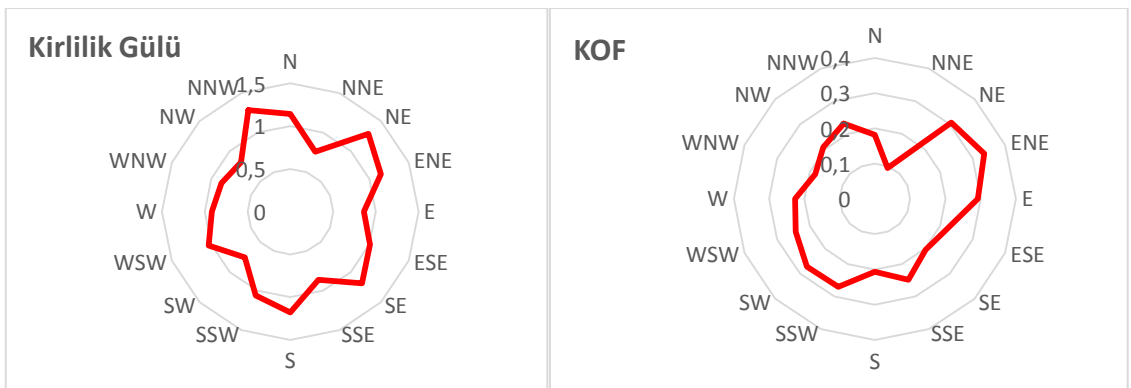 Kirlilik Gülü
N
NNE
NE
ENE
E
ESE
SE
SSE
S
SSW
SW
WSW
W
WNW
NW
NNW
1,5
1
0,5
0
KOF
N
NNE
NE
ENE
E
ESE
SE
SSE
S
SSW
SW
WSW
W
WNW
NW
NNW
0,4
0,3
0,2
0,1
0